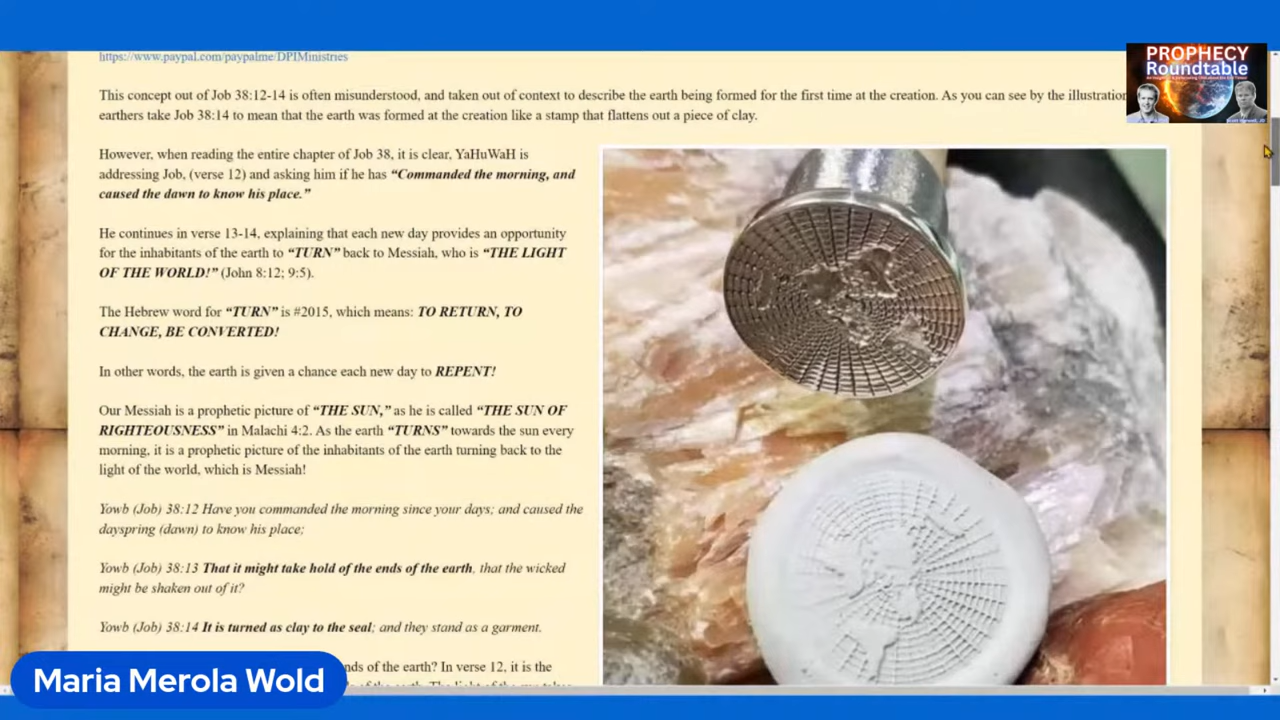 https://www.paypal.com/paypalme/DPIMinistries
PROPHECY
Roundtable
This concept out of Job 38:12-14 is often misunderstood, and taken out of context to describe the earth being formed for the first time at the creation. As you can see by the illustration
earthers take Job 38:14 to mean that the earth was formed at the creation like a stamp that flattens out a piece of clay.
However, when reading the entire chapter of Job 38, it is clear, YaHuWaH is
addressing Job, (verse 12) and asking him if he has “Commanded the morning, and
caused the dawn to know his place.”
He continues in verse 13-14, explaining that each new day provides an opportunity
for the inhabitants of the earth to “TURN” back to Messiah, who is “THE LIGHT
OF THE WORLD!” (John 8:12; 9:5).
The Hebrew word for “TURN” is #2015, which means: TO RETURN, TO
CHANGE, BE CONVERTED!
In other words, the earth is given a chance each new day to REPENT!
Our Messiah is a prophetic picture of “THE SUN,” as he is called “THE SUN OF
RIGHTEOUSNESS” in Malachi 4:2. As the earth “TURNS” towards the sun every
morning, it is a prophetic picture of the inhabitants of the earth turning back to the
light of the world, which is Messiah!
Yowb (Job) 38:12 Have you commanded the morning since your days; and caused the
dayspring (dawn) to know his place;
Yowb (Job) 38:13 That it might take hold of the ends of the earth, that the wicked
might be shaken out of it?
Yowb (Job) 38:14 It is turned as clay to the seal; and they stand as a garment.
nds of the earth? In verse 12, it is the
Maria Merola Wold